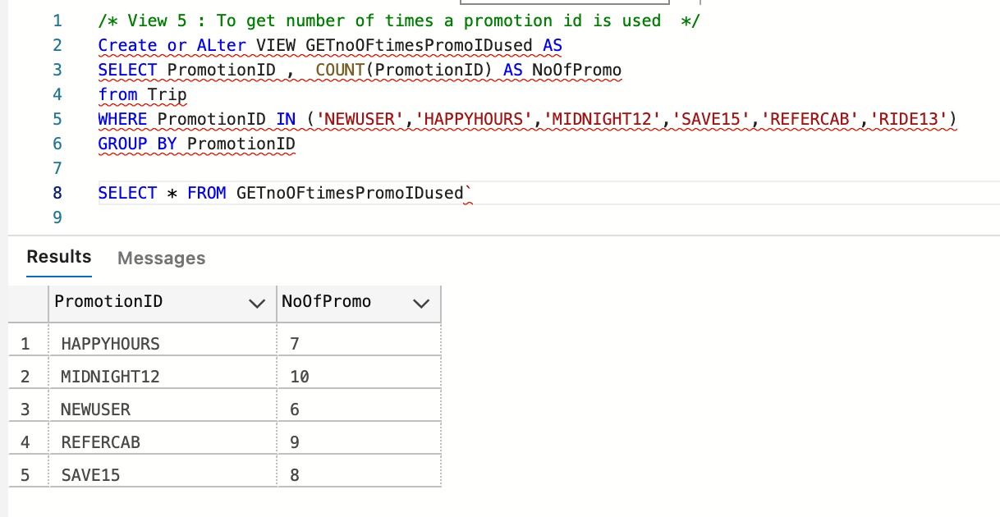 1 /* View 5 : To get number of times a promotion id is used  */
2 Create or ALter VIEW GETnoOFtimesPromoIDused AS
3 SELECT PromotionID ,  COUNT(PromotionID) AS NoOfPromo
4 from Trip
5 WHERE PromotionID IN ('NEWUSER','HAPPYHOURS','MIDNIGHT12','SAVE15','REFERCAB','RIDE13')
6 GROUP BY PromotionID
7
8 SELECT * FROM GETnoOFtimesPromoIDused`
9
Results Messages
PromotionID NoOfPromo
1 HAPPYHOURS 7
2 MIDNIGHT12 10
3 NEWUSER 6
4 REFERCAB 9
5 SAVE15 8